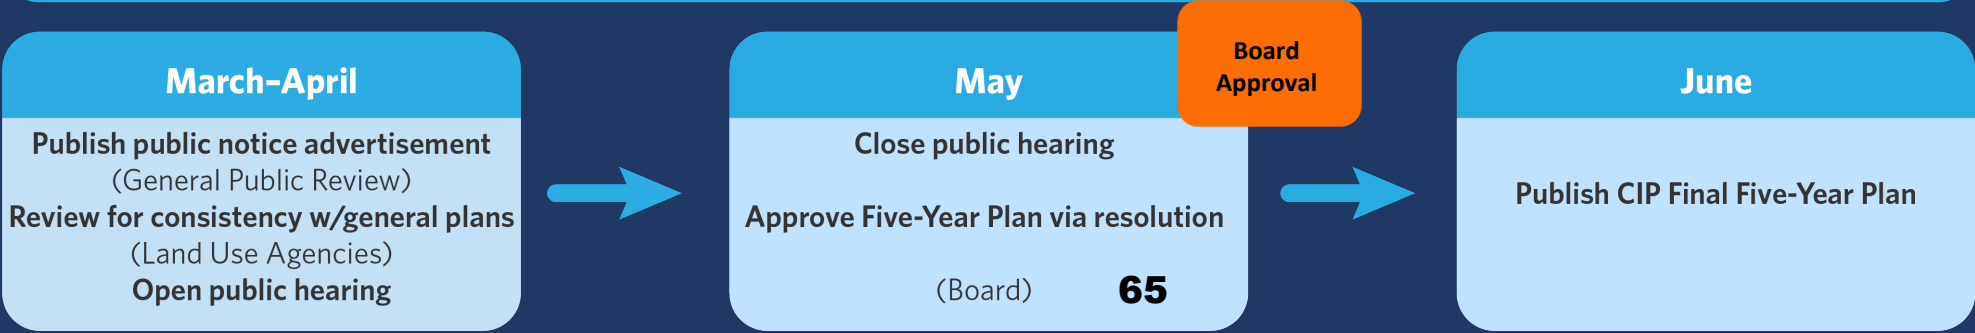 March–April
Publish public notice advertisement
(General Public Review)
Review for consistency w/general plans
(Land Use Agencies)
Open public hearing
May
Board
Approval
Close public hearing
Approve Five-Year Plan via resolution
(Board)
65
June
Publish CIP Final Five-Year Plan